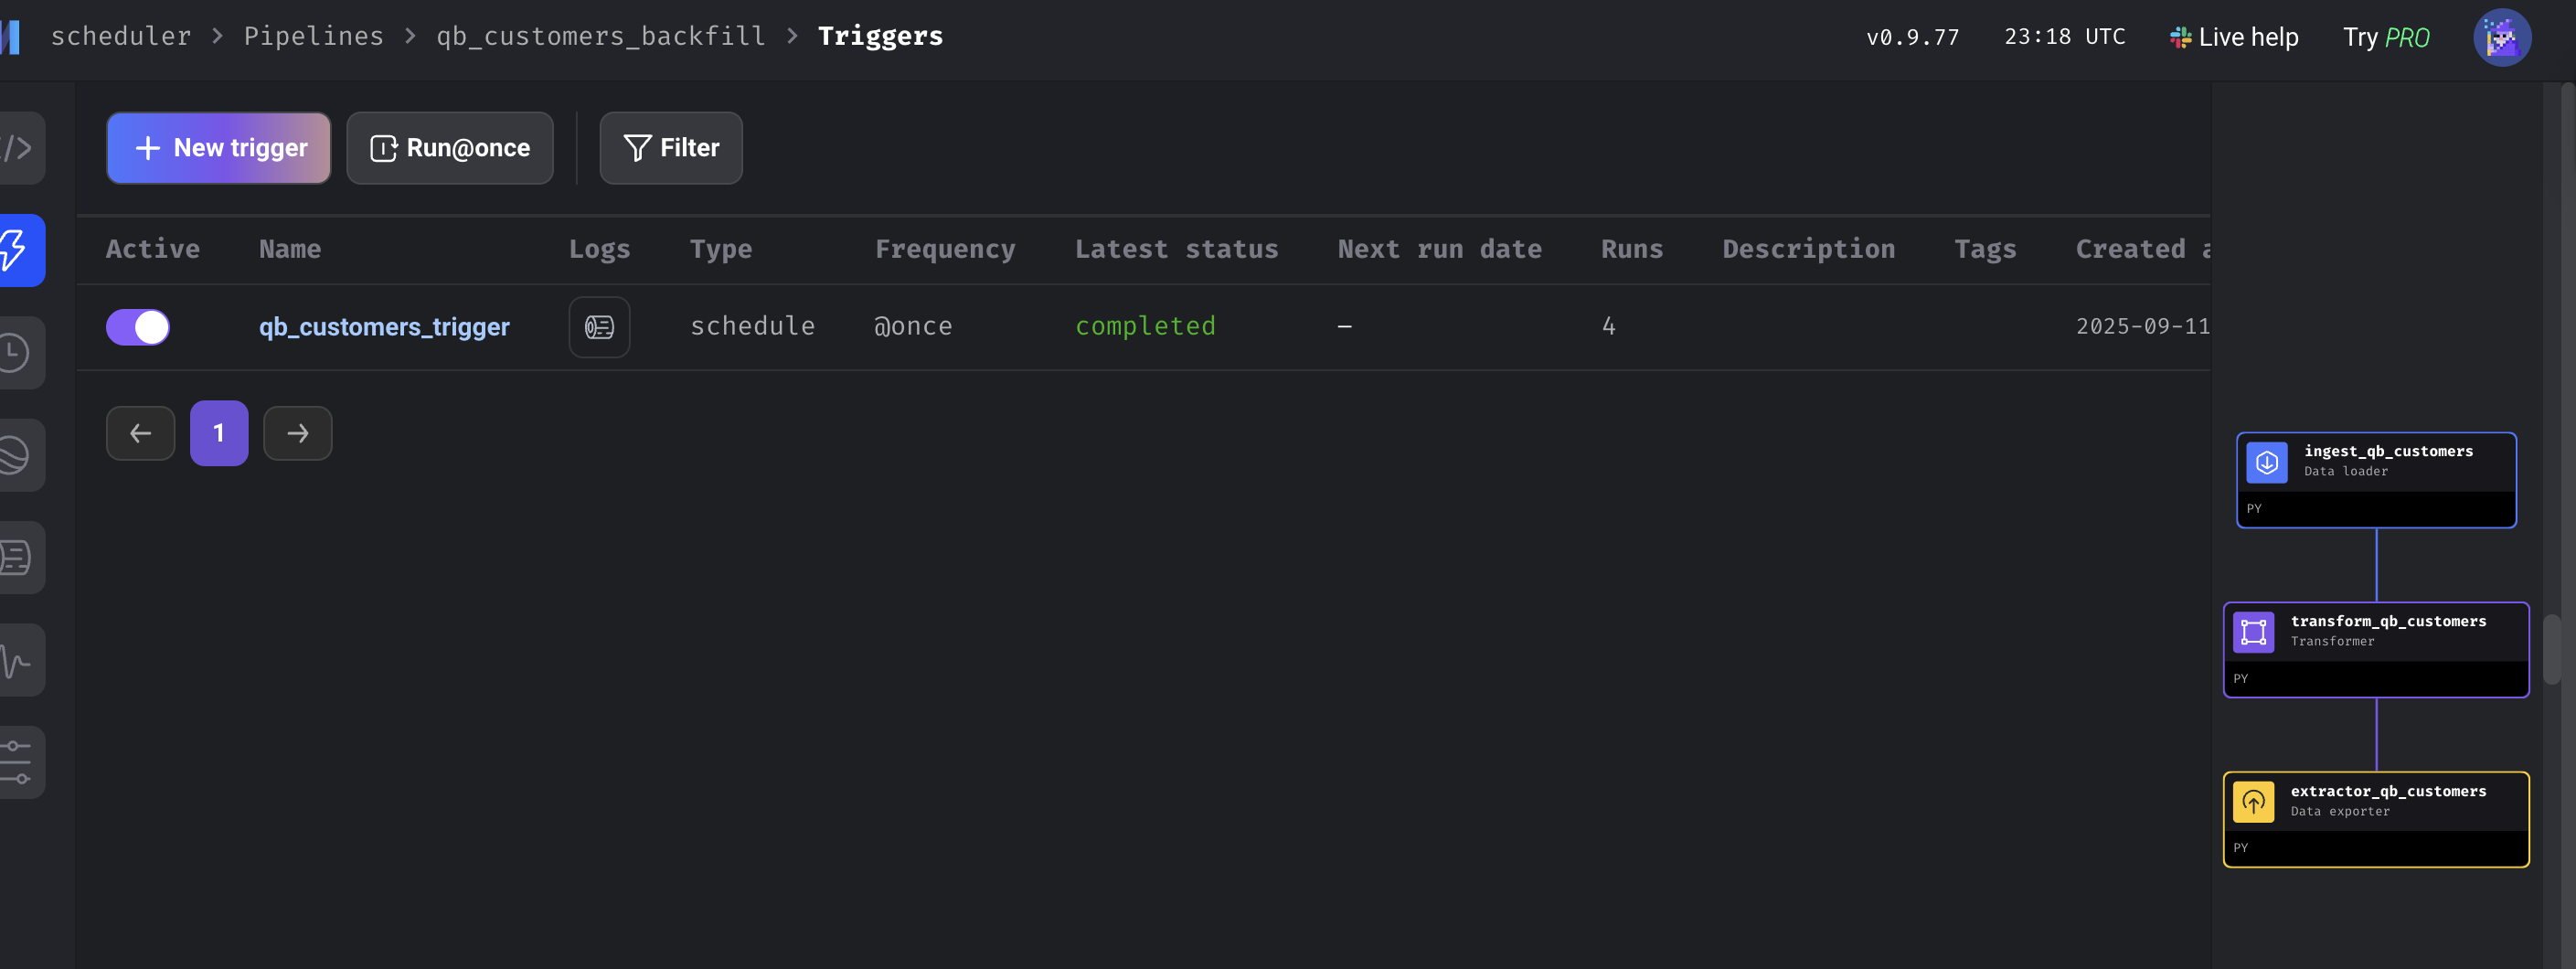 scheduler > Pipelines > qb_customers_backfill > Triggers
v0.9.77 23:18 UTC Live help Try PRO
+ New trigger Run@once Filter
Active Name Logs Type Frequency Latest status Next run date Runs Description Tags Created a
qb_customers_trigger schedule @once completed — 4 2025-09-11
← 1 →
ingest_qb_customers
Data loader
PY
transform_qb_customers
Transformer
PY
extractor_qb_customers
Data exporter
PY